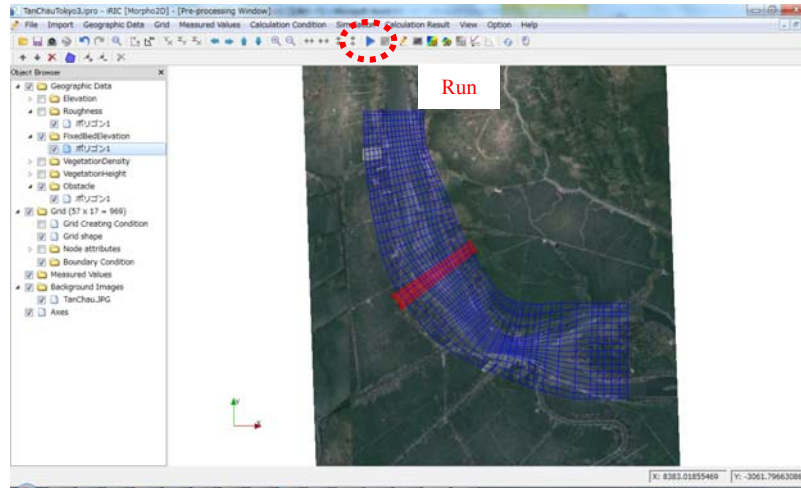 TanChauTokyo3.ipro - iRIC [Morpho2D] - [Pre-processing Window]
File Import Geographic Data Grid Measured Values Calculation Condition Simulation Calculation Result View Option Help
Run
Object Browser
Geographic Data
Elevation
Roughness
ポリゴン1
FixedBedElevation
ポリゴン1
VegetationDensity
VegetationHeight
Obstacle
ポリゴン1
Grid (57 x 17 = 969)
Grid Creating Condition
Grid shape
Node attributes
Boundary Condition
Measured Values
Background Images
TanChau.JPG
Axes
Y
X
X: 8383.01855469 Y: -3061.79663086